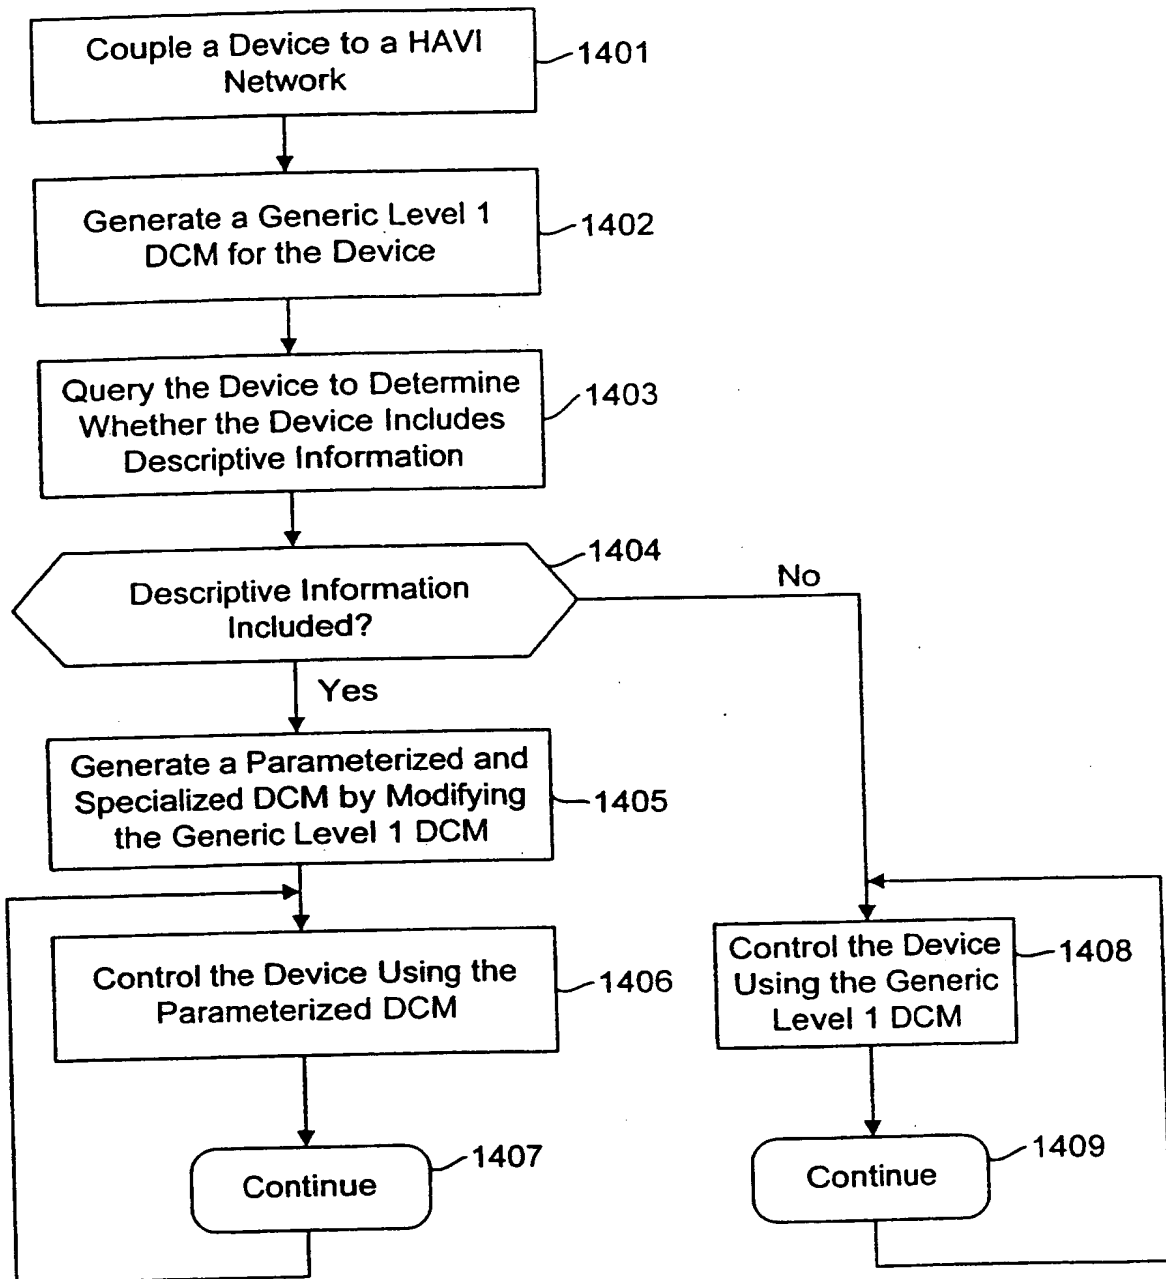 Couple a Device to a HAVI
Network
1401
Generate a Generic Level 1
DCM for the Device
1402
Query the Device to Determine
Whether the Device Includes
Descriptive Information
1403
1404
Descriptive Information
Included?
No
Yes
Generate a Parameterized and
Specialized DCM by Modifying
the Generic Level 1 DCM
1405
Control the Device Using the
Parameterized DCM
1406
Control the Device
Using the Generic
Level 1 DCM
1408
Continue
1407
Continue
1409